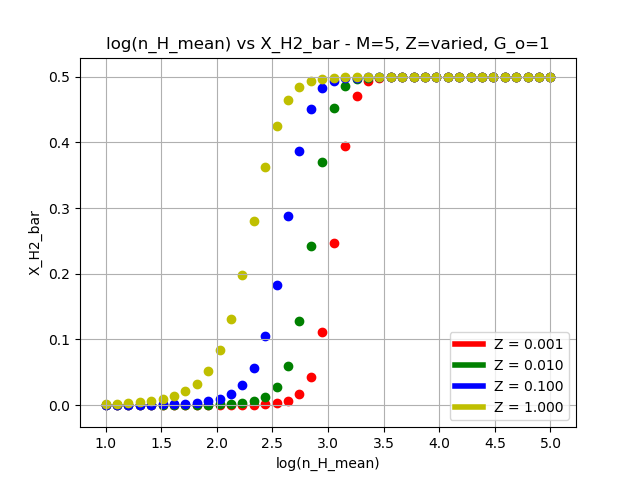 log(n_H_mean) vs X_H2_bar - M=5, Z=varied, G_o=1
X_H2_bar
0.5
0.4
0.3
0.2
0.1
0.0
Z = 0.001
Z = 0.010
Z = 0.100
Z = 1.000
1.0 1.5 2.0 2.5 3.0 3.5 4.0 4.5 5.0
log(n_H_mean)